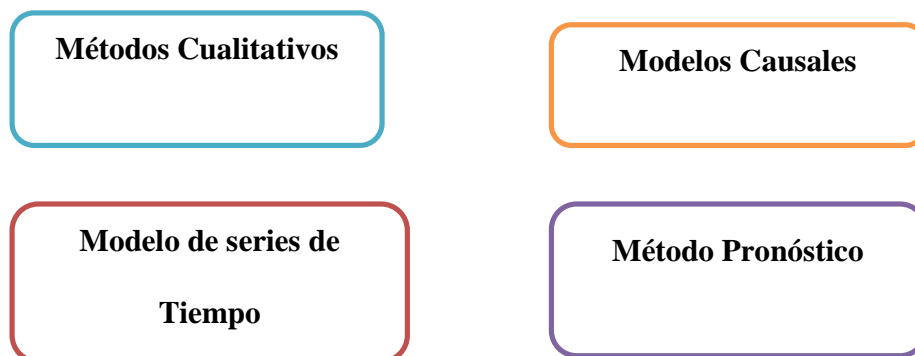 Métodos Cualitativos
Modelos Causales
Modelo de series de
Tiempo
Método Pronóstico